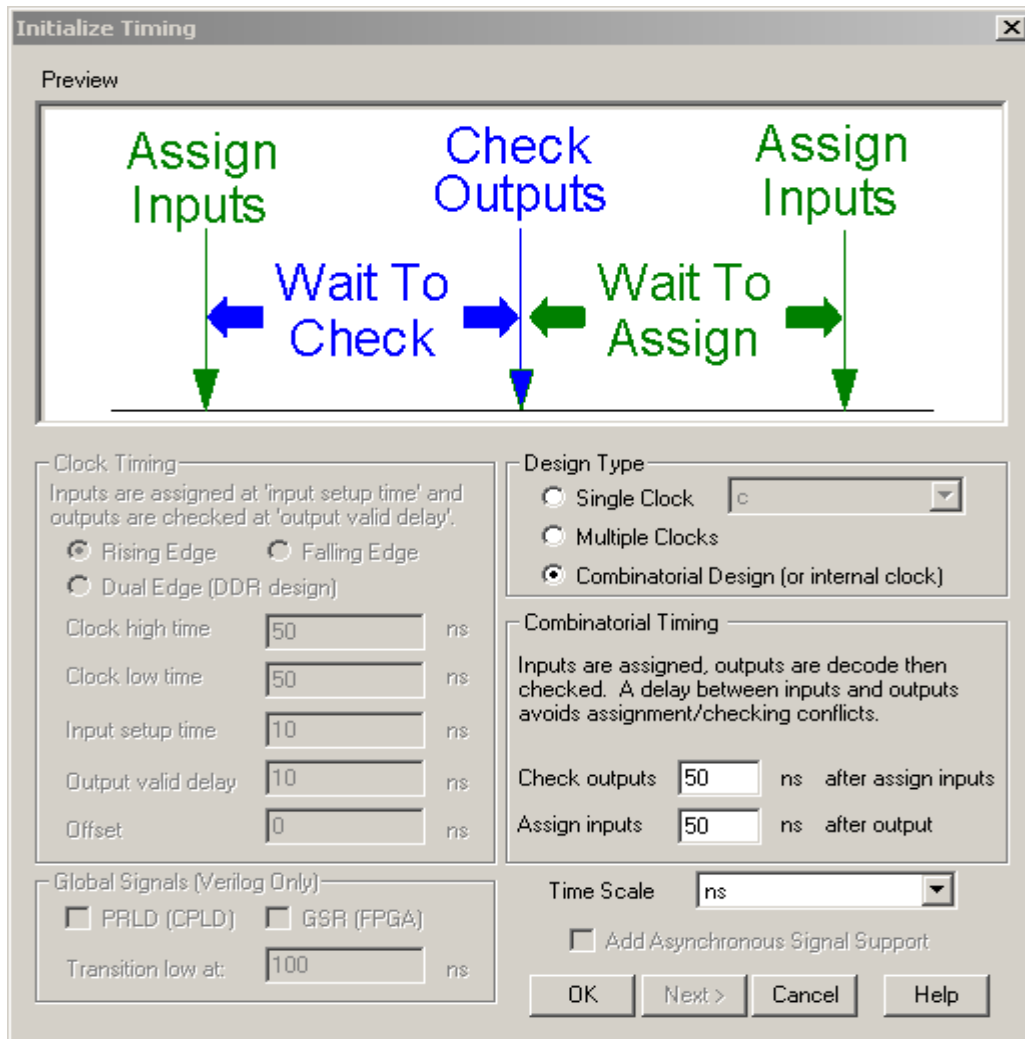 Initialize Timing
Preview
Assign
Inputs
Check
Outputs
Assign
Inputs
Wait To
Check
Wait To
Assign
Clock Timing
Inputs are assigned at 'input setup time' and
outputs are checked at 'output valid delay'.
Rising Edge
Falling Edge
Dual Edge (DDR design)
Clock high time 50 ns
Clock low time 50 ns
Input setup time 10 ns
Output valid delay 10 ns
Offset 0 ns
Global Signals (Verilog Only)
PRLD (CPLD)
GSR (FPGA)
Transition low at: 100 ns
Design Type
Single Clock c
Multiple Clocks
Combinatorial Design (or internal clock)
Combinatorial Timing
Inputs are assigned, outputs are decode then
checked. A delay between inputs and outputs
avoids assignment/checking conflicts.
Check outputs 50 ns after assign inputs
Assign inputs 50 ns after output
Time Scale ns
Add Asynchronous Signal Support
OK
Next >
Cancel
Help